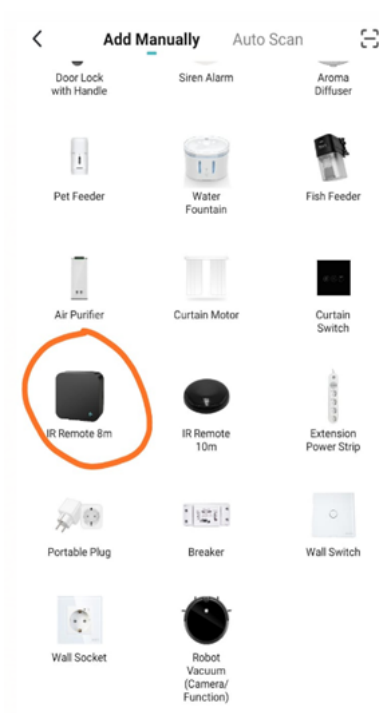 Add Manually Auto Scan
Door Lock
with Handle
Siren Alarm
Aroma
Diffuser
Pet Feeder
Water
Fountain
Fish Feeder
Air Purifier
Curtain Motor
Curtain
Switch
IR Remote 8m
IR Remote
10m
Extension
Power Strip
Portable Plug
Breaker
Wall Switch
Wall Socket
Robot
Vacuum
(Camera/
Function)